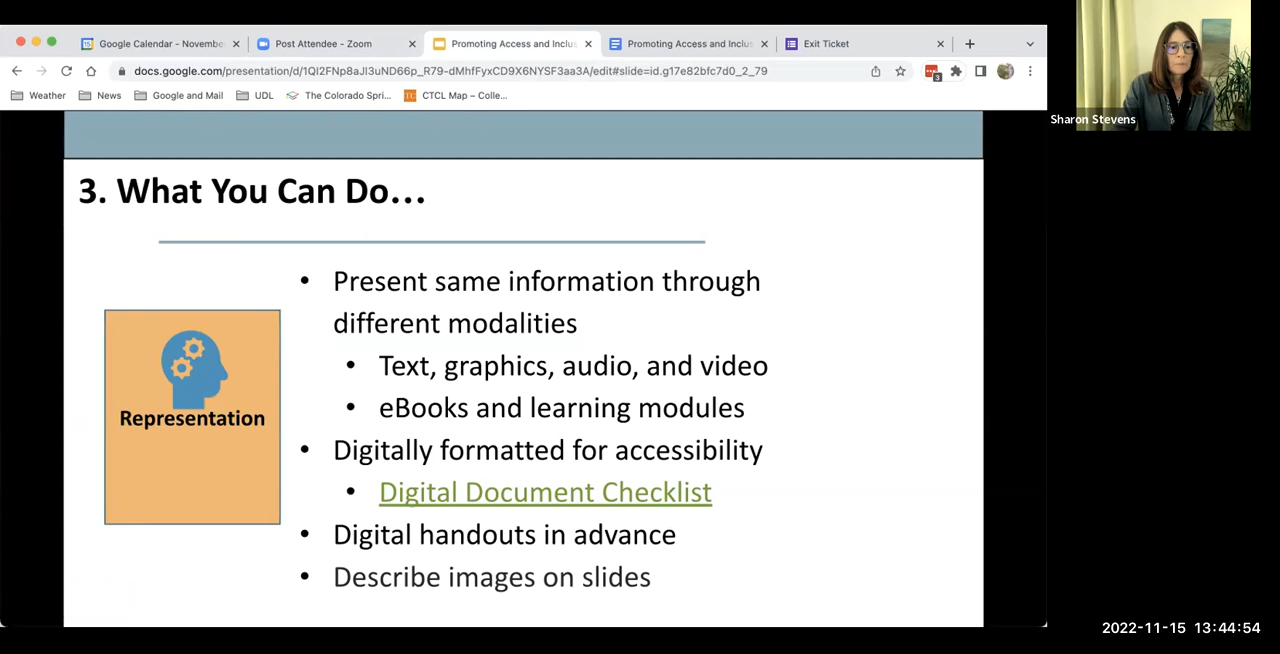 Google Calendar - Novembe
Post Attendee - Zoom
Promoting Access and Inclus
Promoting Access and Inclus
Exit Ticket
docs.google.com/presentation/d/1QI2FNp8aJl3uND66p_R79-dMhfFyxCD9X6NYSF3aa3A/edit#slide=id.g17e82bfc7d0_2_79
3
Weather
News
Google and Mail
UDL
The Colorado Spri...
CTCL Map – Colle...
Sharon Stevens
3. What You Can Do...
• Present same information through
different modalities
• Text, graphics, audio, and video
• eBooks and learning modules
• Digitally formatted for accessibility
• Digital Document Checklist
• Digital handouts in advance
• Describe images on slides
Representation
2022-11-15 13:44:54